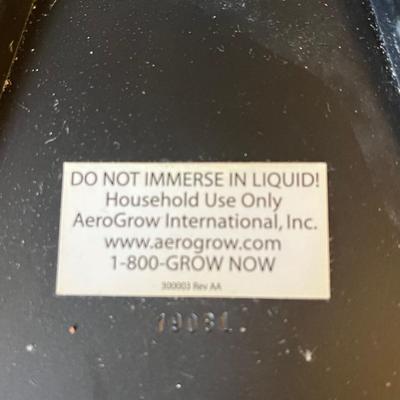 DO NOT IMMERSE IN LIQUID!
Household Use Only
AeroGrow International, Inc.
www.aerogrow.com
1-800-GROW NOW
300003 Rev AA